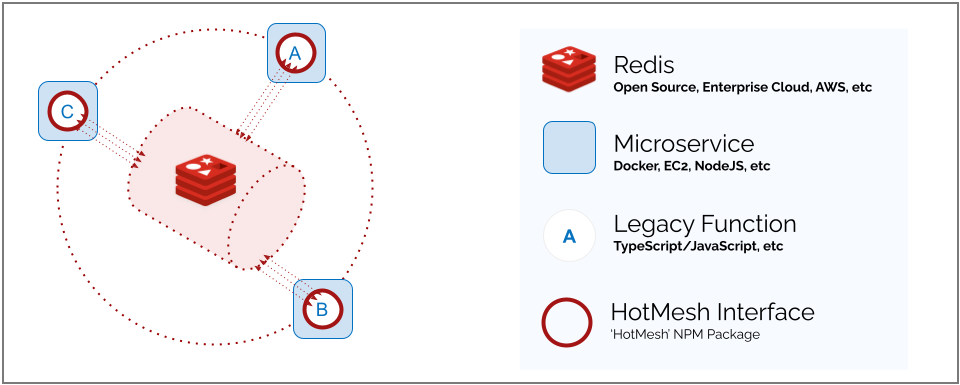 A
C
B
Redis
Open Source, Enterprise Cloud, AWS, etc
Microservice
Docker, EC2, NodeJS, etc
A
Legacy Function
TypeScript/JavaScript, etc
HotMesh Interface
'HotMesh' NPM Package